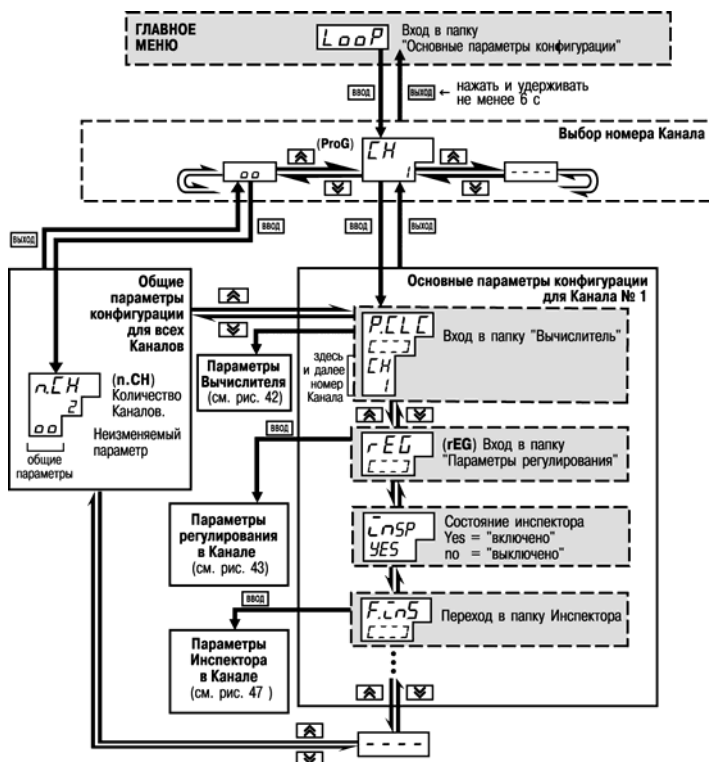 ГЛАВНОЕ
МЕНЮ
LooP
Вход в папку
"Основные параметры конфигурации"
ВВОД
ВЫХОД
← нажать и удерживать
не менее 6 с
Выбор номера Канала
(ProG)
oo
CH
1
- - - -
ВЫХОД
ВВОД
ВВОД
ВЫХОД
Общие
параметры
конфигурации
для всех
Каналов
n.CH
2
oo
(n.CH)
Количество
Каналов.
Неизменяемый
параметр
общие
параметры
Основные параметры конфигурации
для Канала № 1
P.CLC
[---]
CH
1
Вход в папку "Вычислитель"
здесь
и далее
номер
Канала
Параметры
Вычислителя
(см. рис. 42)
ВВОД
rEG
[---]
(rEG) Вход в папку
"Параметры регулирования"
Параметры
регулирования
в Канале
(см. рис. 43)
inSP
YES
Состояние инспектора
Yes = "включено"
no = "выключено"
ВВОД
F.inS
[---]
Переход в папку Инспектора
Параметры
Инспектора
в Канале
(см. рис. 47 )
- - - -